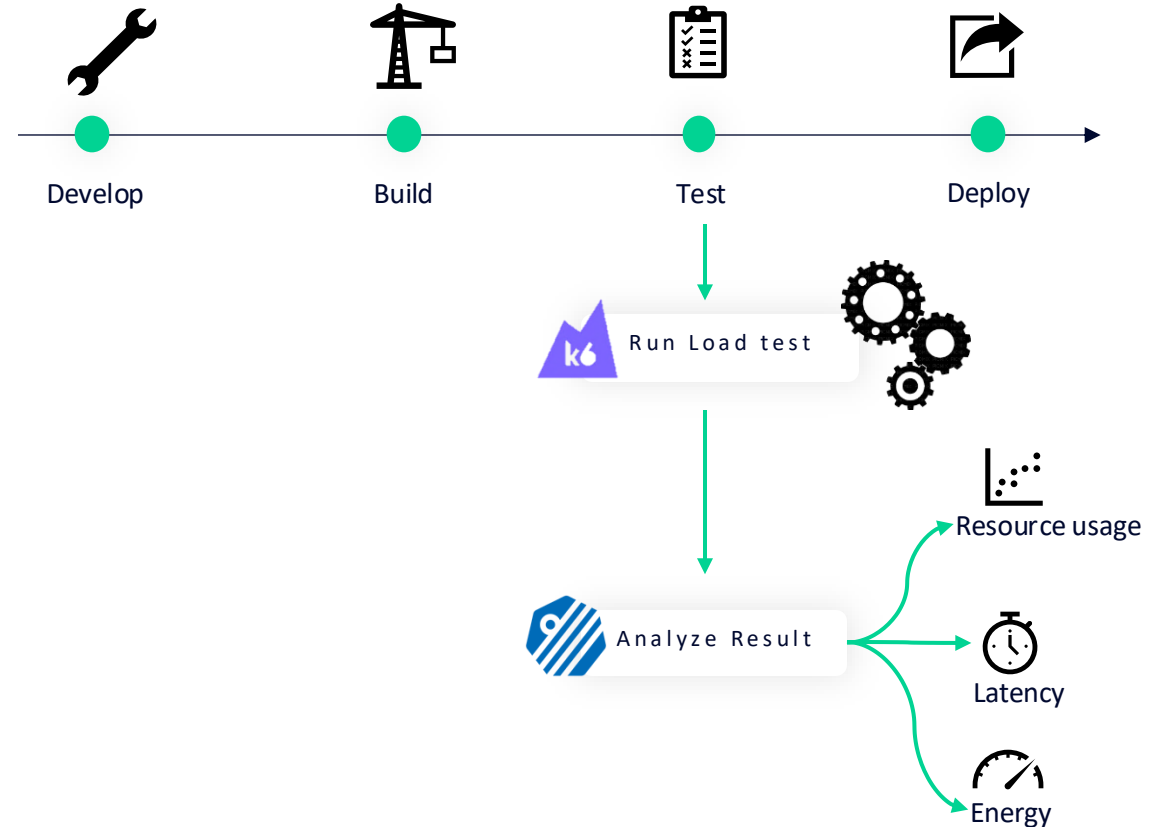 Develop
Build
Test
Deploy
k6
Run Load test
Resource usage
Analyze Result
Latency
Energy